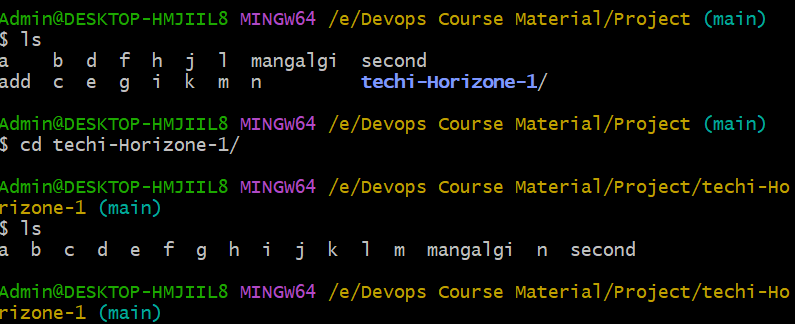 Admin@DESKTOP-HMJIIL8 MINGW64 /e/Devops Course Material/Project (main)
$ ls
a    b  d  f  h  j  l  mangalgi  second
add  c  e  g  i  k  m  n         techi-Horizone-1/
Admin@DESKTOP-HMJIIL8 MINGW64 /e/Devops Course Material/Project (main)
$ cd techi-Horizone-1/
Admin@DESKTOP-HMJIIL8 MINGW64 /e/Devops Course Material/Project/techi-Ho
rizone-1 (main)
$ ls
a  b  c  d  e  f  g  h  i  j  k  l  m  mangalgi  n  second
Admin@DESKTOP-HMJIIL8 MINGW64 /e/Devops Course Material/Project/techi-Ho
rizone-1 (main)